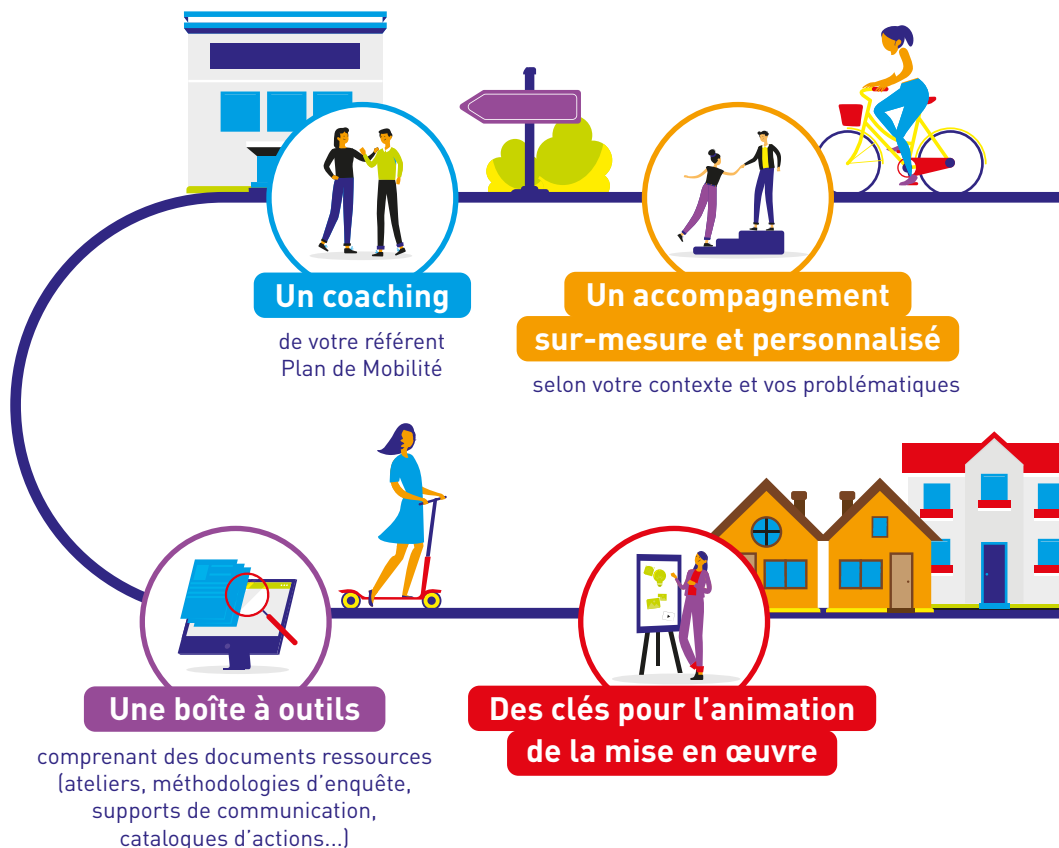 Un coaching
de votre référent
Plan de Mobilité
Un accompagnement
sur-mesure et personnalisé
selon votre contexte et vos problématiques
Une boîte à outils
comprenant des documents ressources
(ateliers, méthodologies d’enquête,
supports de communication,
catalogues d’actions...)
Des clés pour l’animation
de la mise en œuvre